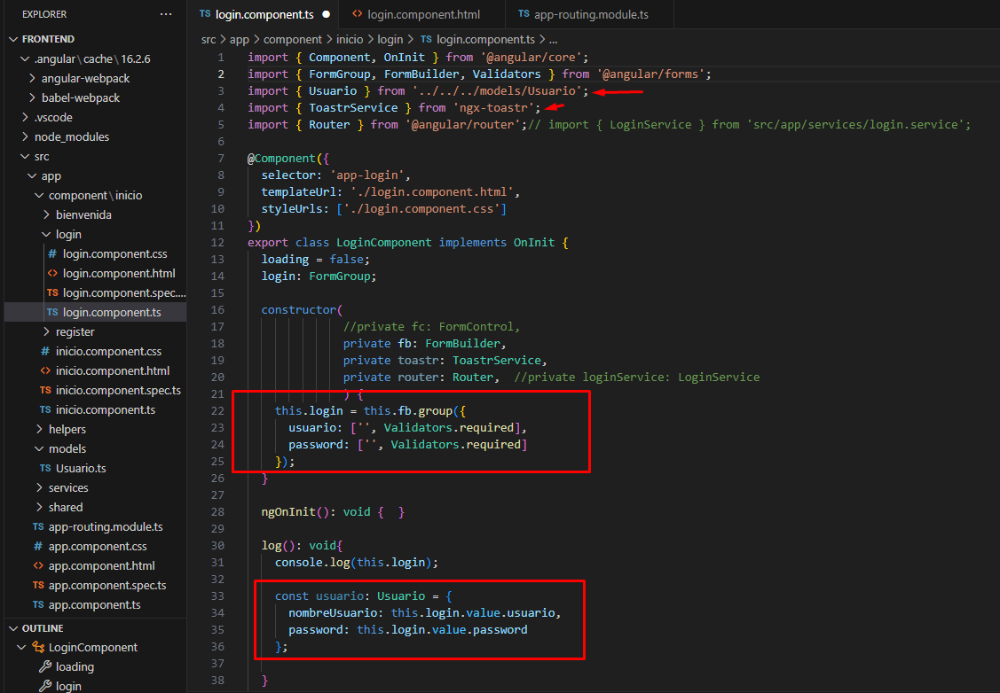 EXPLORER
···
FRONTEND
.angular\cache\16.2.6
angular-webpack
babel-webpack
.vscode
node_modules
src
app
component\inicio
bienvenida
login
# login.component.css
<> login.component.html
TS login.component.spec....
TS login.component.ts
register
# inicio.component.css
<> inicio.component.html
TS inicio.component.spec.ts
TS inicio.component.ts
helpers
models
TS Usuario.ts
services
shared
TS app-routing.module.ts
# app.component.css
<> app.component.html
TS app.component.spec.ts
TS app.component.ts
OUTLINE
LoginComponent
loading
login
TS login.component.ts ●
<> login.component.html
TS app-routing.module.ts
src > app > component > inicio > login > TS login.component.ts > ...
1 import { Component, OnInit } from '@angular/core';
2 import { FormGroup, FormBuilder, Validators } from '@angular/forms';
3 import { Usuario } from '../../../models/Usuario';
4 import { ToastrService } from 'ngx-toastr';
5 import { Router } from '@angular/router';// import { LoginService } from 'src/app/services/login.service';
6
7 @Component({
8 selector: 'app-login',
9 templateUrl: './login.component.html',
10 styleUrls: ['./login.component.css']
11 })
12 export class LoginComponent implements OnInit {
13 loading = false;
14 login: FormGroup;
15
16 constructor(
17 //private fc: FormControl,
18 private fb: FormBuilder,
19 private toastr: ToastrService,
20 private router: Router, //private loginService: LoginService
21 ) {
22 this.login = this.fb.group({
23 usuario: ['', Validators.required],
24 password: ['', Validators.required]
25 });
26 }
27
28 ngOnInit(): void { }
29
30 log(): void{
31 console.log(this.login);
32
33 const usuario: Usuario = {
34 nombreUsuario: this.login.value.usuario,
35 password: this.login.value.password
36 };
37
38 }